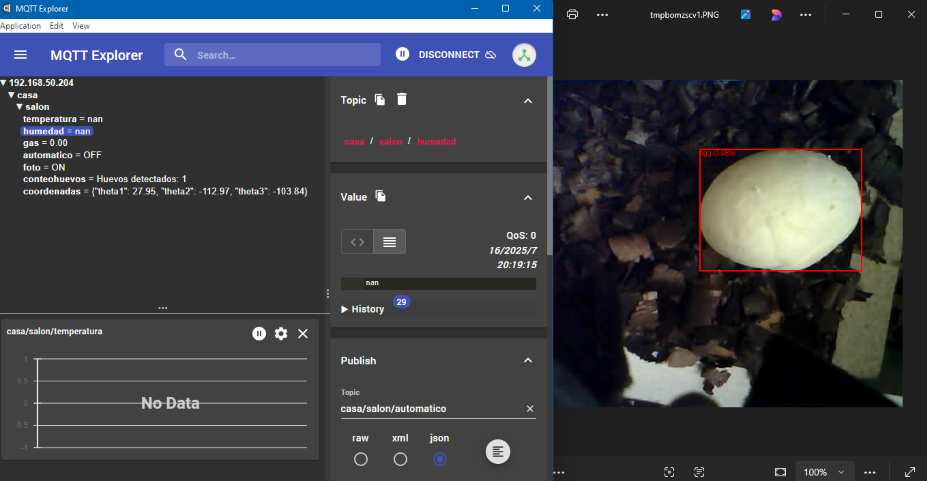 MQTT Explorer
Application Edit View
MQTT Explorer
Search...
DISCONNECT
192.168.50.204
casa
salon
temperatura = nan
humedad = nan
gas = 0.00
automatico = OFF
foto = ON
conteohuevos = Huevos detectados: 1
coordenadas = {"theta1": 27.95, "theta2": -112.97, "theta3": -103.84}
Topic
casa / salon / humedad
Value
QoS: 0
16/2025/7
20:19:15
nan
History 29
Publish
Topic
casa/salon/automatico
raw xml json
casa/salon/temperatura
1
0.5
0
-0.5
-1
No Data
tmpbomzscv1.PNG
100%